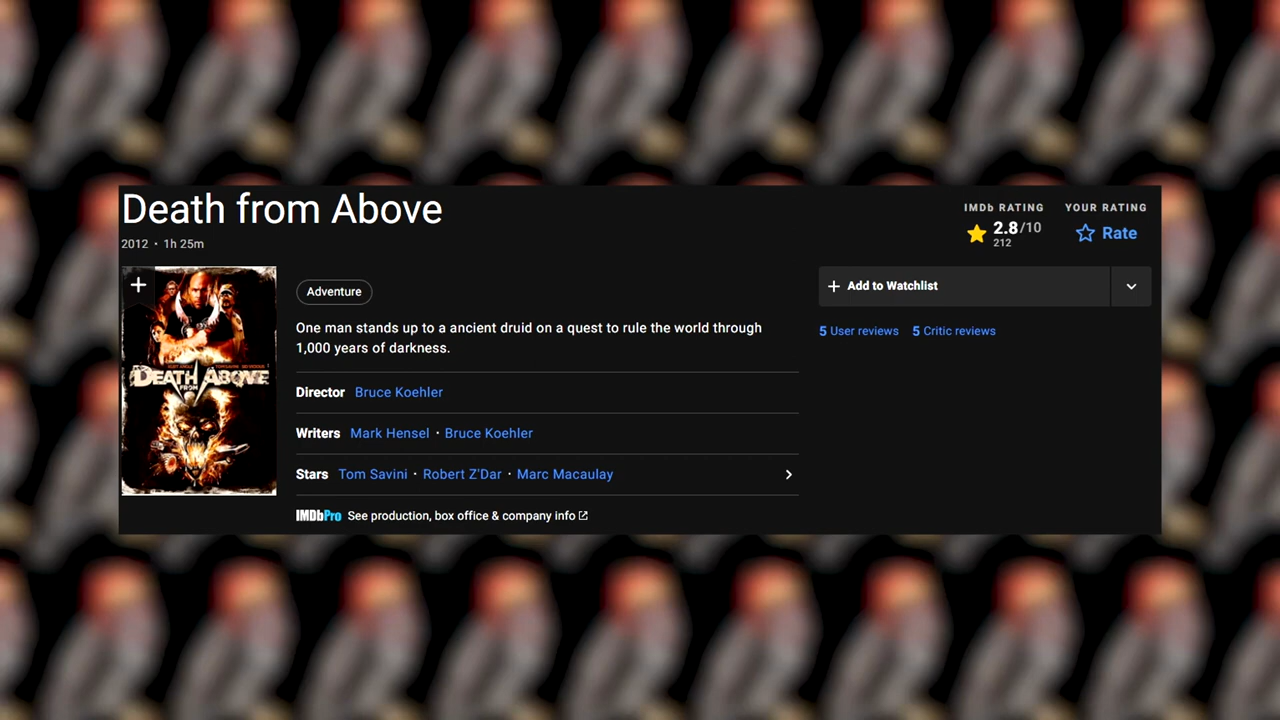 Death from Above
2012 • 1h 25m
IMDb RATING
2.8/10
212
YOUR RATING
Rate
Adventure
One man stands up to a ancient druid on a quest to rule the world through
1,000 years of darkness.
Director Bruce Koehler
Writers Mark Hensel · Bruce Koehler
Stars Tom Savini · Robert Z'Dar · Marc Macaulay
IMDbPro See production, box office & company info
Add to Watchlist
5 User reviews 5 Critic reviews
DEATH FROM ABOVE